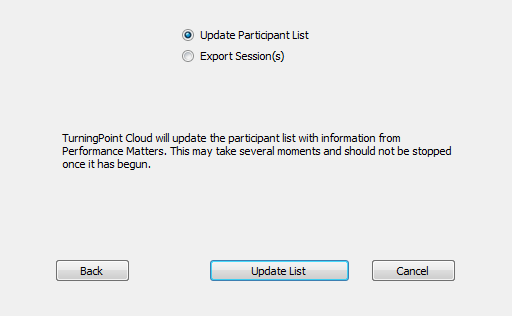 Update Participant List
Export Session(s)
TurningPoint Cloud will update the participant list with information from
Performance Matters. This may take several moments and should not be stopped
once it has begun.
Back
Update List
Cancel